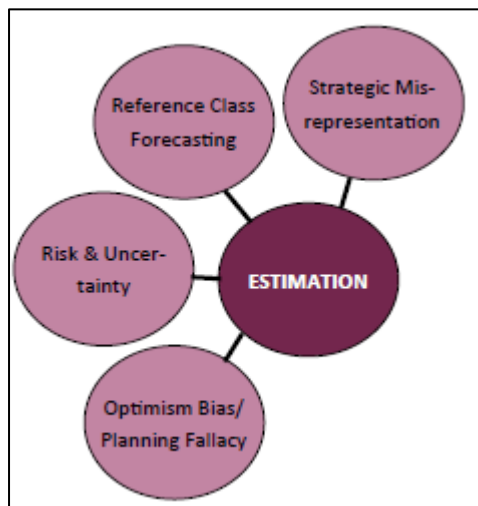 Strategic Mis-
representation
Reference Class
Forecasting
Risk & Uncer-
tainty
ESTIMATION
Optimism Bias/
Planning Fallacy